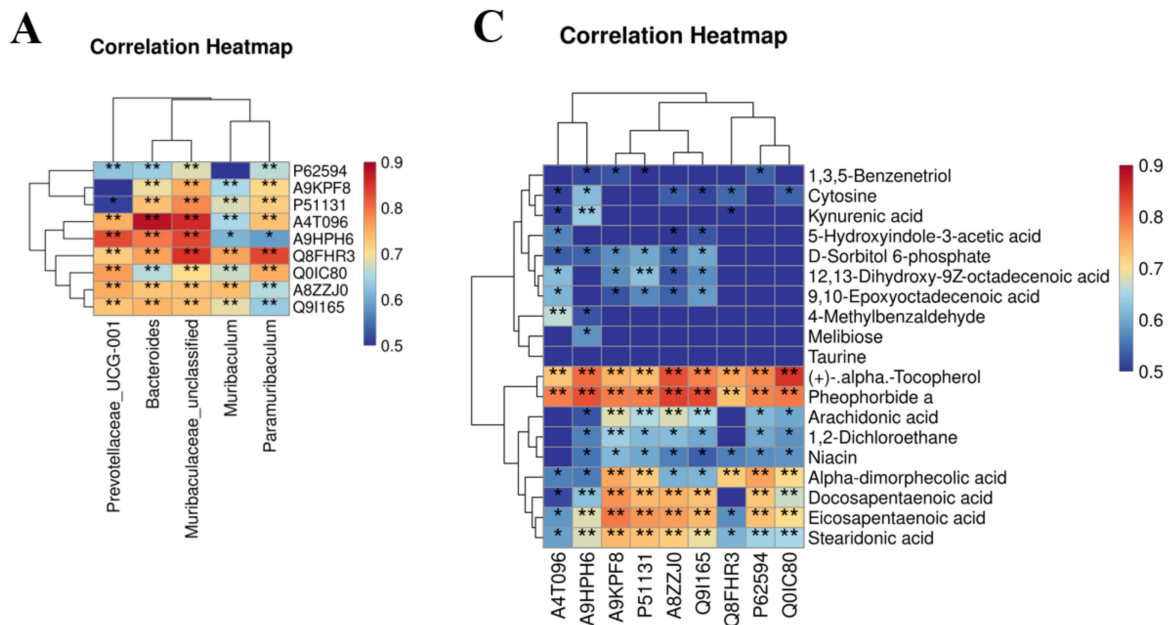 A
Correlation Heatmap
** ** ** ** P62594
** ** ** ** A9KPF8
* ** ** ** ** P51131
** ** ** ** ** A4T096
** ** ** * * A9HPH6
** ** ** ** ** Q8FHR3
** ** ** ** ** Q0IC80
** ** ** ** ** A8ZZJ0
** ** ** ** ** Q9I165
0.9
0.8
0.7
0.6
0.5
Prevotellaceae_UCG-001
Bacteroides
Muribaculaceae_unclassified
Muribaculum
Paramuribaculum
C
Correlation Heatmap
* * * * 1,3,5-Benzenetriol
* * * * * * Cytosine
* ** * Kynurenic acid
* * * 5-Hydroxyindole-3-acetic acid
* * * * * * D-Sorbitol 6-phosphate
* * ** * * 12,13-Dihydroxy-9Z-octadecenoic acid
* * * * * 9,10-Epoxyoctadecenoic acid
** * 4-Methylbenzaldehyde
* Melibiose
Taurine
** ** ** ** ** ** ** ** ** (+)-.alpha.-Tocopherol
** ** ** ** ** ** ** ** ** Pheophorbide a
* ** ** ** ** * * Arachidonic acid
* ** * * * * * 1,2-Dichloroethane
* * * * * * * * Niacin
* * ** ** * * ** ** ** Alpha-dimorphecolic acid
* ** ** ** ** ** ** ** Docosapentaenoic acid
* ** ** ** ** ** * ** ** Eicosapentaenoic acid
* ** ** ** ** ** * ** ** Stearidonic acid
A4T096
A9HPH6
A9KPF8
P51131
A8ZZJ0
Q9I165
Q8FHR3
P62594
Q0IC80
0.9
0.8
0.7
0.6
0.5